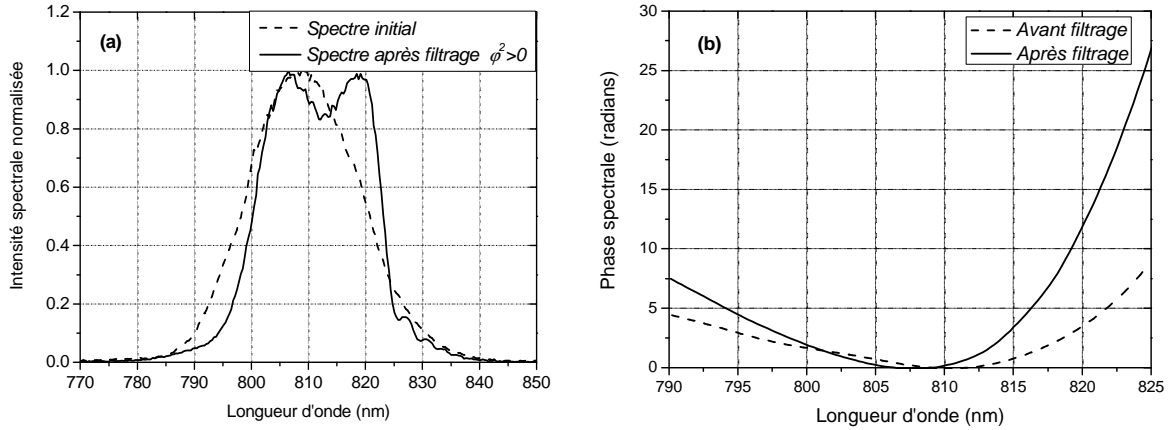 (a)
Spectre initial
Spectre après filtrage φ²>0
Intensité spectrale normalisée
1.2
1.0
0.8
0.6
0.4
0.2
0.0
770 780 790 800 810 820 830 840 850
Longueur d'onde (nm)
(b)
Avant filtrage
Après filtrage
Phase spectrale (radians)
30
25
20
15
10
5
0
790 795 800 805 810 815 820 825
Longueur d'onde (nm)